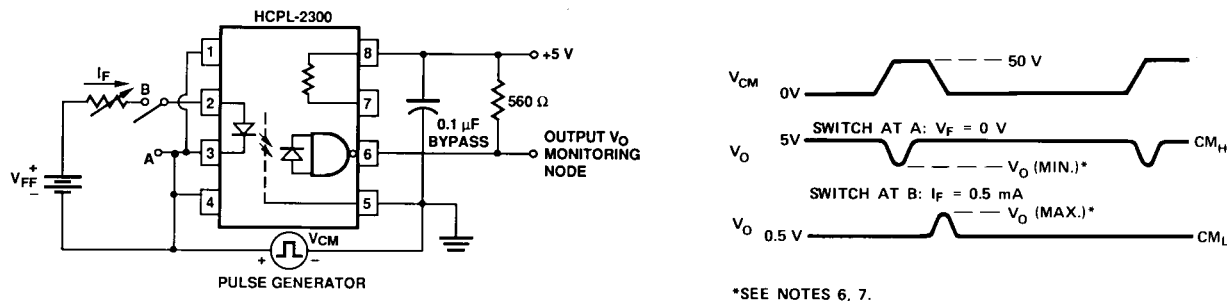 HCPL-2300
1
8
+5 V
I_F
B
2
7
560 Ω
0.1 µF
BYPASS
A
3
6
OUTPUT V_O
MONITORING
NODE
V_FF
+
–
4
5
V_CM
+
–
PULSE GENERATOR
V_CM
50 V
0V
SWITCH AT A: V_F = 0 V
5V
V_O
CM_H
V_O (MIN.)*
SWITCH AT B: I_F = 0.5 mA
V_O (MAX.)*
V_O
0.5 V
CM_L
*SEE NOTES 6, 7.